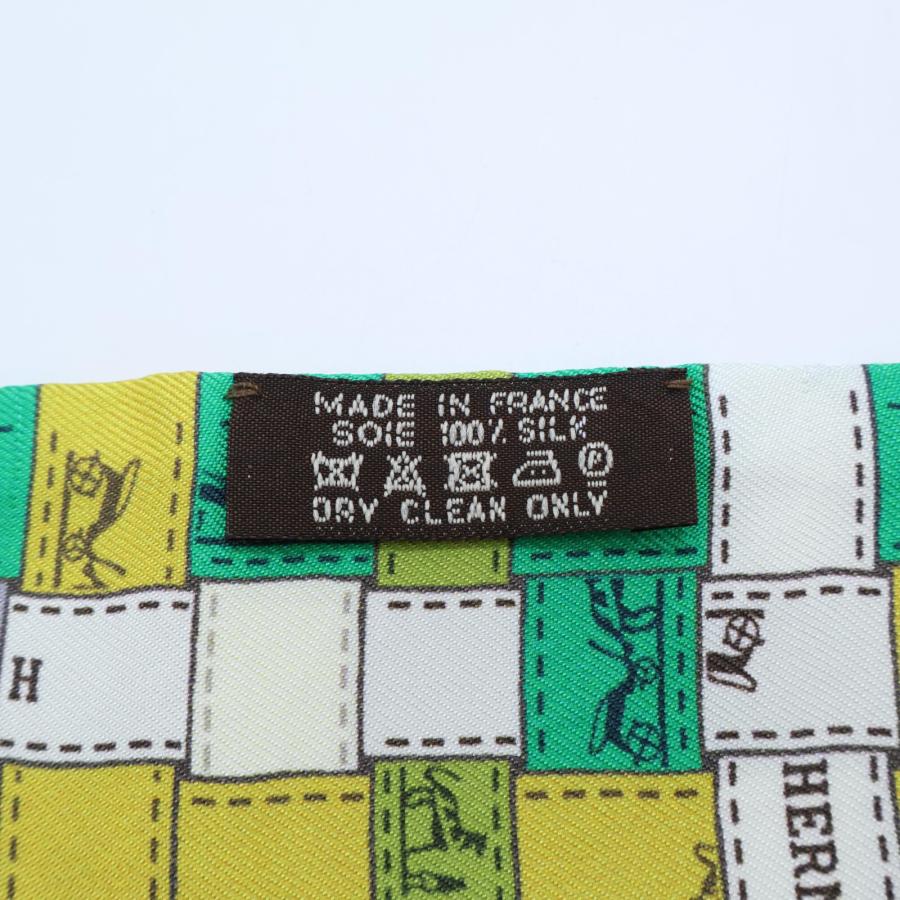 MADE IN FRANCE
SOIE 100% SILK
P
DRY CLEAN ONLY
H
HERM